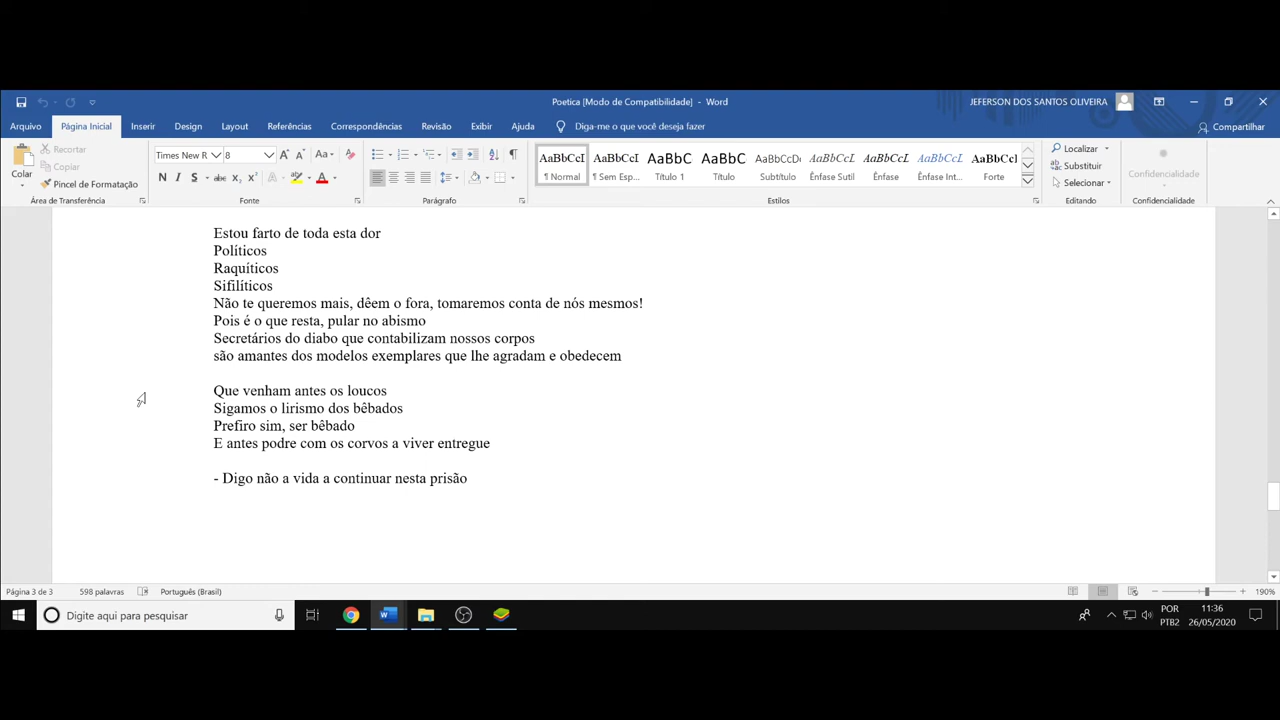 Poetica [Modo de Compatibilidade] - Word
JEFERSON DOS SANTOS OLIVEIRA
Arquivo Página Inicial Inserir Design Layout Referências Correspondências Revisão Exibir Ajuda Diga-me o que você deseja fazer Compartilhar
Colar
Recortar
Copiar
Pincel de Formatação
Área de Transferência
Times New R 8
N I S abc x₂ x²
Fonte
Parágrafo
AaBbCcI AaBbCcI AaBbC AaBbC AaBbCcDc AaBbCcL AaBbCcL AaBbCcL AaBbCcI
¶ Normal ¶ Sem Esp... Título 1 Título Subtítulo Ênfase Sutil Ênfase Ênfase Int... Forte
Estilos
Localizar
Substituir
Selecionar
Editando
Confidencialidade
Confidencialidade
Estou farto de toda esta dor
Políticos
Raquíticos
Sifilíticos
Não te queremos mais, dêem o fora, tomaremos conta de nós mesmos!
Pois é o que resta, pular no abismo
Secretários do diabo que contabilizam nossos corpos
são amantes dos modelos exemplares que lhe agradam e obedecem
Que venham antes os loucos
Sigamos o lirismo dos bêbados
Prefiro sim, ser bêbado
E antes podre com os corvos a viver entregue
- Digo não a vida a continuar nesta prisão
Página 3 de 3 598 palavras Português (Brasil) 190%
Digite aqui para pesquisar
POR
PTB2
11:36
26/05/2020